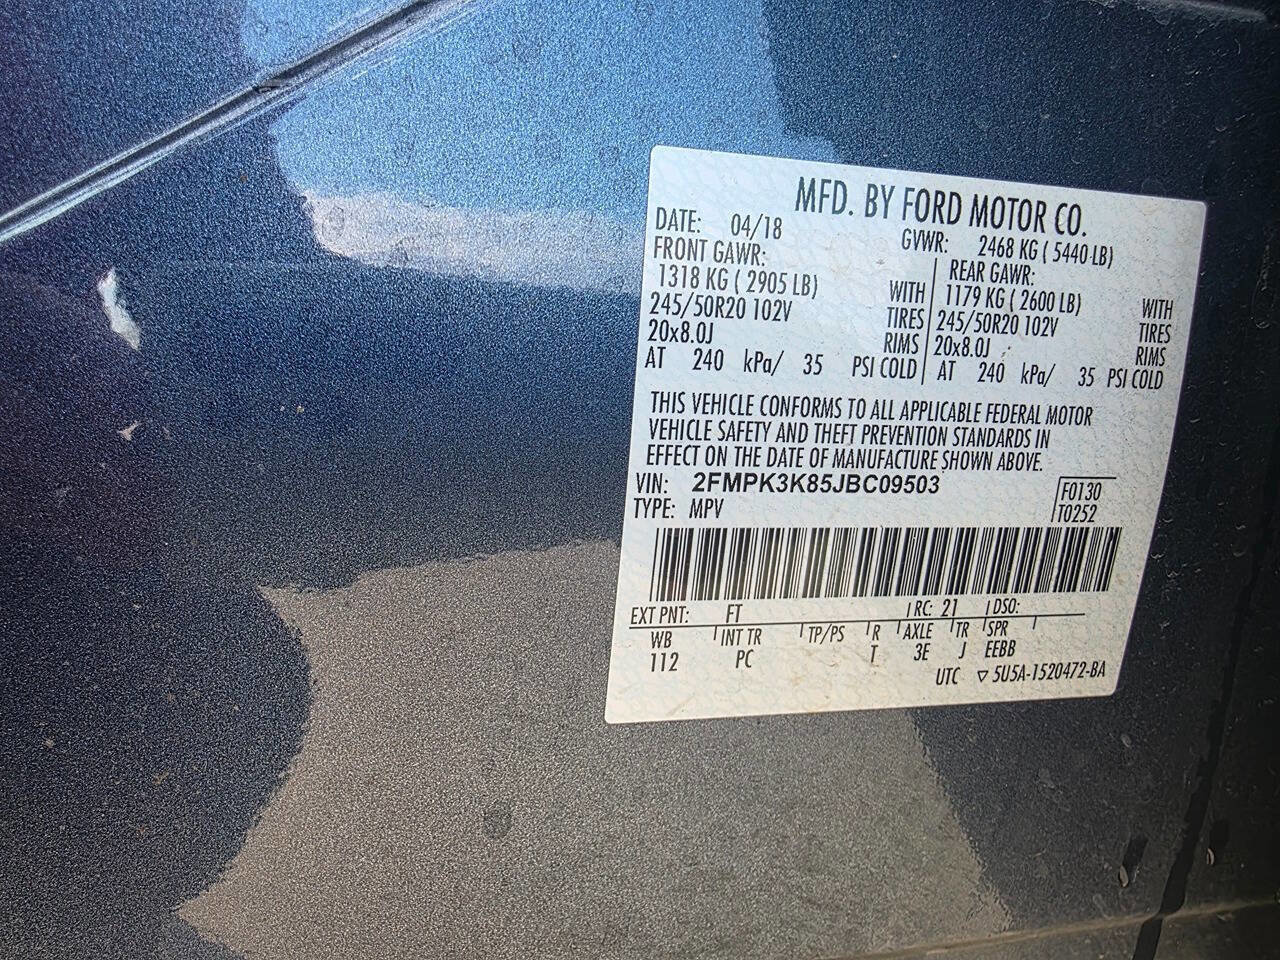 MFD. BY FORD MOTOR CO.
DATE: 04/18 GVWR: 2468 KG ( 5440 LB)
FRONT GAWR: REAR GAWR:
1318 KG ( 2905 LB) WITH 1179 KG ( 2600 LB) WITH
245/50R20 102V TIRES 245/50R20 102V TIRES
20x8.0J RIMS 20x8.0J RIMS
AT 240 kPa/ 35 PSI COLD AT 240 kPa/ 35 PSI COLD
THIS VEHICLE CONFORMS TO ALL APPLICABLE FEDERAL MOTOR
VEHICLE SAFETY AND THEFT PREVENTION STANDARDS IN
EFFECT ON THE DATE OF MANUFACTURE SHOWN ABOVE.
VIN: 2FMPK3K85JBC09503 F0130
TYPE: MPV T0252
EXT PNT: FT RC: 21 DSO:
WB INT TR TP/PS R AXLE TR SPR
112 PC T 3E J EEBB
UTC ▽ 5U5A-1520472-BA